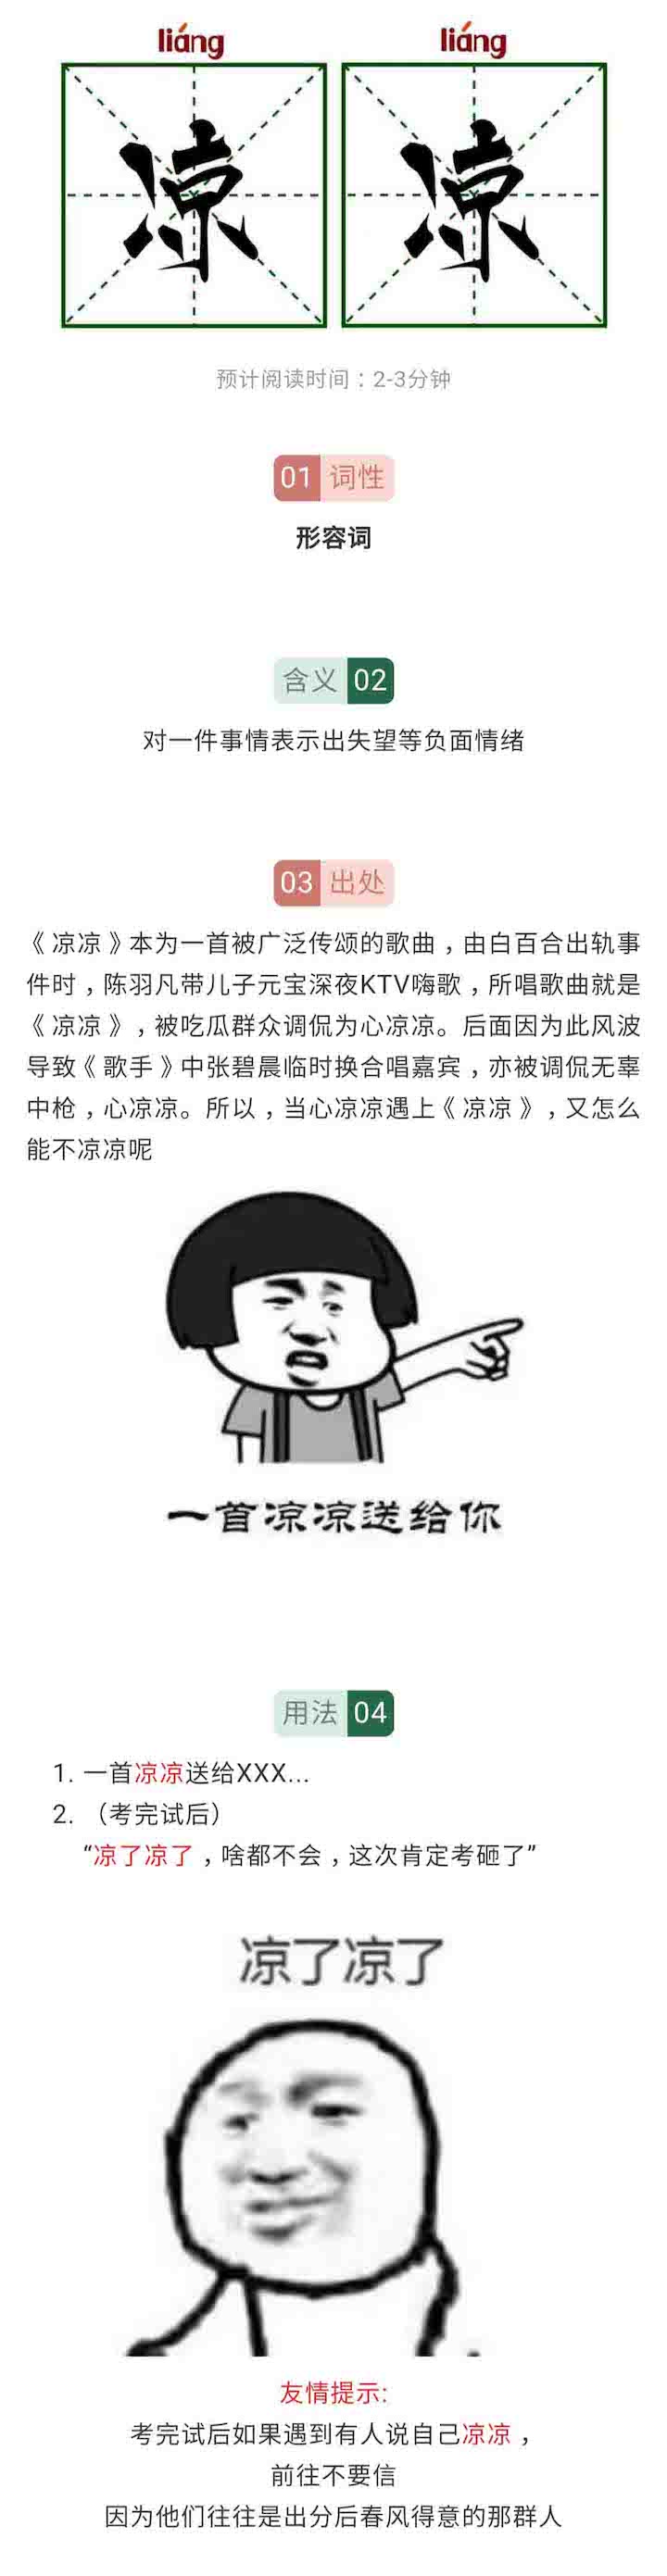 liáng liáng
凉 凉
预计阅读时间：2-3分钟
01 词性
形容词
含义 02
对一件事情表示出失望等负面情绪
03 出处
《凉凉》本为一首被广泛传颂的歌曲，由白百合出轨事
件时，陈羽凡带儿子元宝深夜KTV嗨歌，所唱歌曲就是
《凉凉》，被吃瓜群众调侃为心凉凉。后面因为此风波
导致《歌手》中张碧晨临时换合唱嘉宾，亦被调侃无辜
中枪，心凉凉。所以，当心凉凉遇上《凉凉》，又怎么
能不凉凉呢
一首凉凉送给你
用法 04
1. 一首凉凉送给XXX...
2. （考完试后）
“凉了凉了，啥都不会，这次肯定考砸了”
凉了凉了
友情提示:
考完试后如果遇到有人说自己凉凉，
前往不要信
因为他们往往是出分后春风得意的那群人